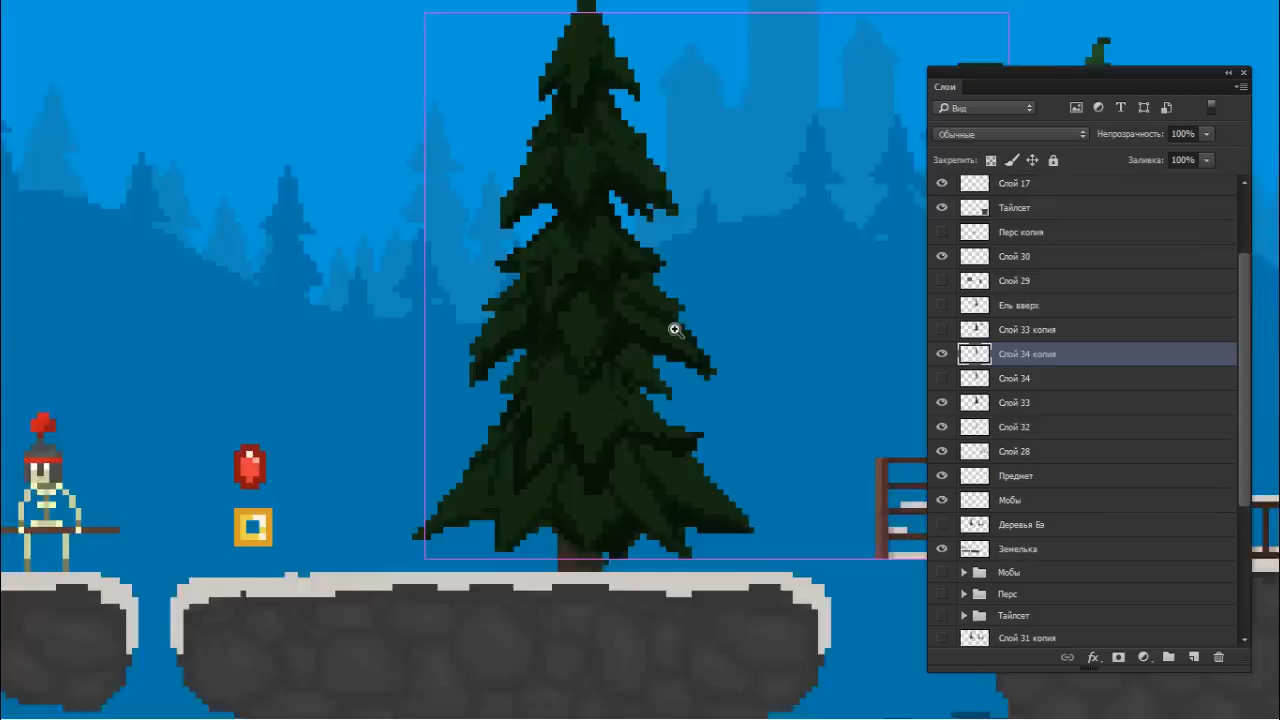 Слои
Вид
Обычные
Непрозрачность: 100%
Закрепить:
Заливка: 100%
Слой 17
Тайлсет
Перс копия
Слой 30
Слой 29
Ель вверх
Слой 33 копия
Слой 34 копия
Слой 34
Слой 33
Слой 32
Слой 28
Предмет
Мобы
Деревья Бэ
Земелька
Мобы
Перс
Тайлсет
Слой 31 копия
fx